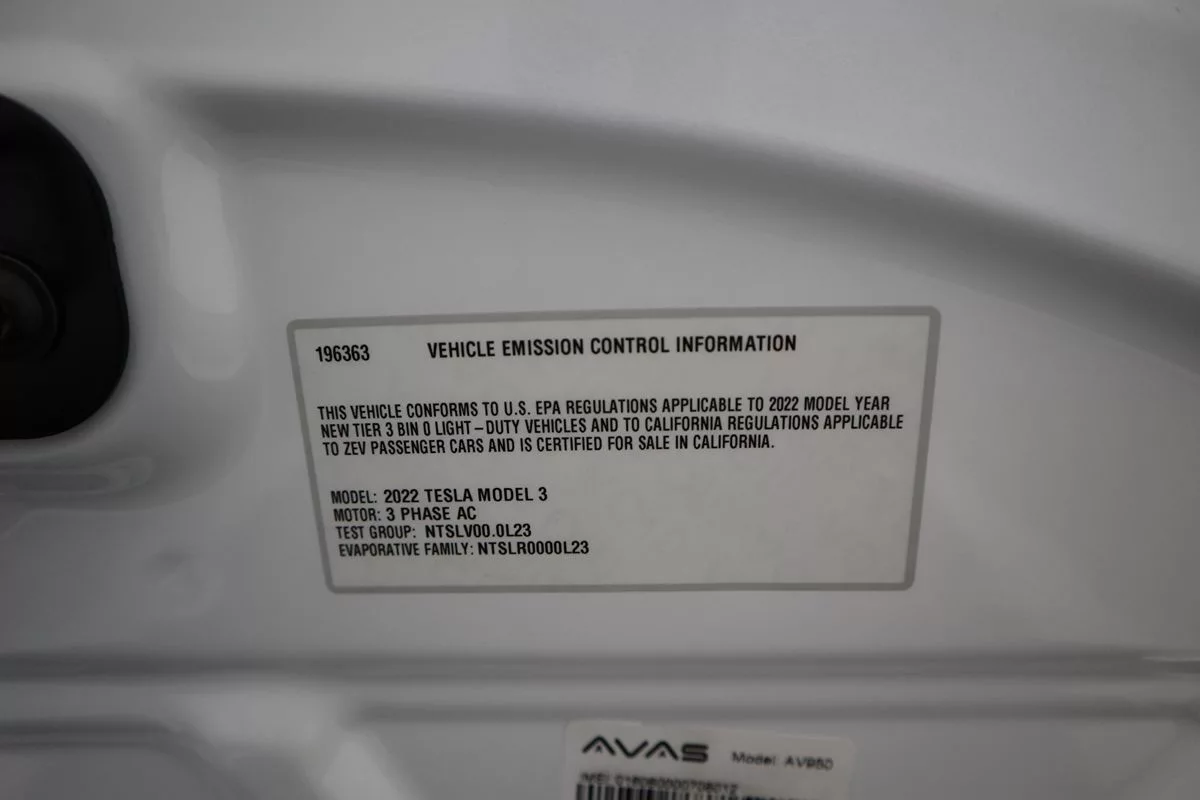 196363 VEHICLE EMISSION CONTROL INFORMATION
THIS VEHICLE CONFORMS TO U.S. EPA REGULATIONS APPLICABLE TO 2022 MODEL YEAR
NEW TIER 3 BIN 0 LIGHT-DUTY VEHICLES AND TO CALIFORNIA REGULATIONS APPLICABLE
TO ZEV PASSENGER CARS AND IS CERTIFIED FOR SALE IN CALIFORNIA.
MODEL: 2022 TESLA MODEL 3
MOTOR: 3 PHASE AC
TEST GROUP: NTSLV00.0L23
EVAPORATIVE FAMILY: NTSLR0000L23
AVAS Model: